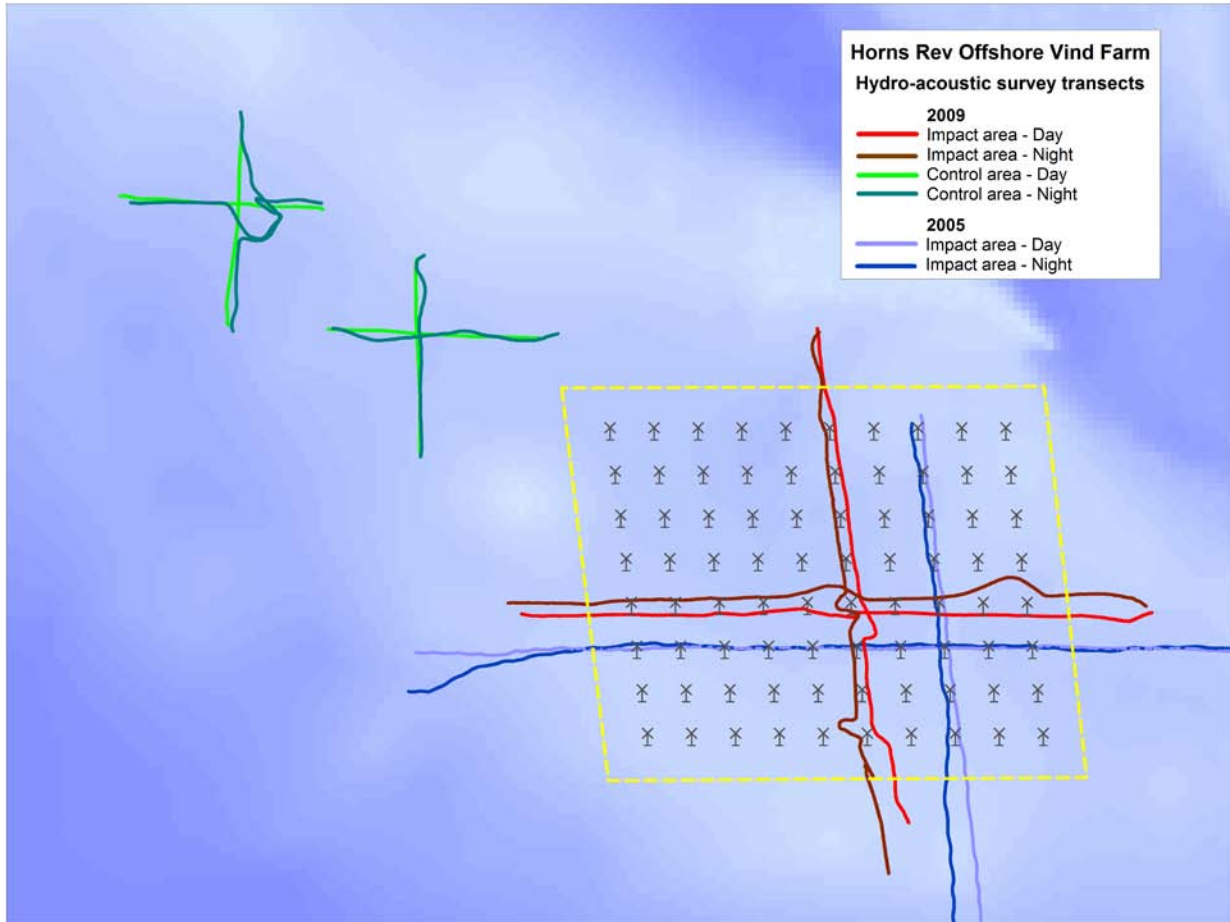 Horns Rev Offshore Vind Farm
Hydro-acoustic survey transects
2009
Impact area - Day
Impact area - Night
Control area - Day
Control area - Night
2005
Impact area - Day
Impact area - Night